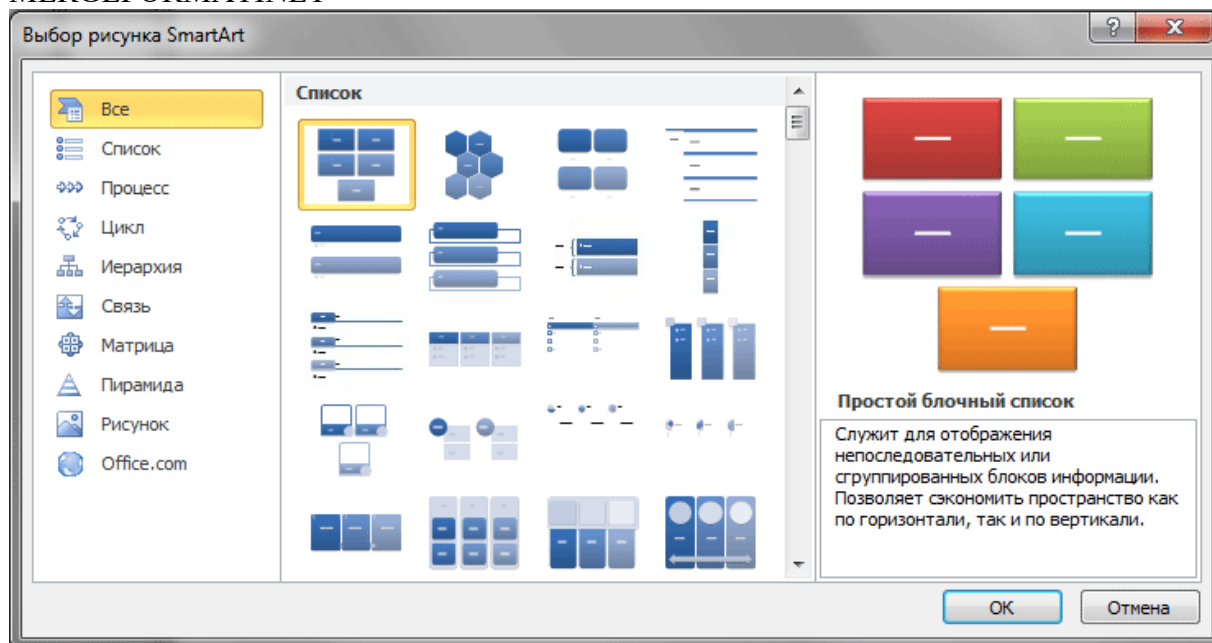 MERGEFORMATINET
Выбор рисунка SmartArt
Все
Список
Процесс
Цикл
Иерархия
Связь
Матрица
Пирамида
Рисунок
Office.com
Список
Простой блочный список
Служит для отображения
непоследовательных или
сгруппированных блоков информации.
Позволяет сэкономить пространство как
по горизонтали, так и по вертикали.
OK
Отмена